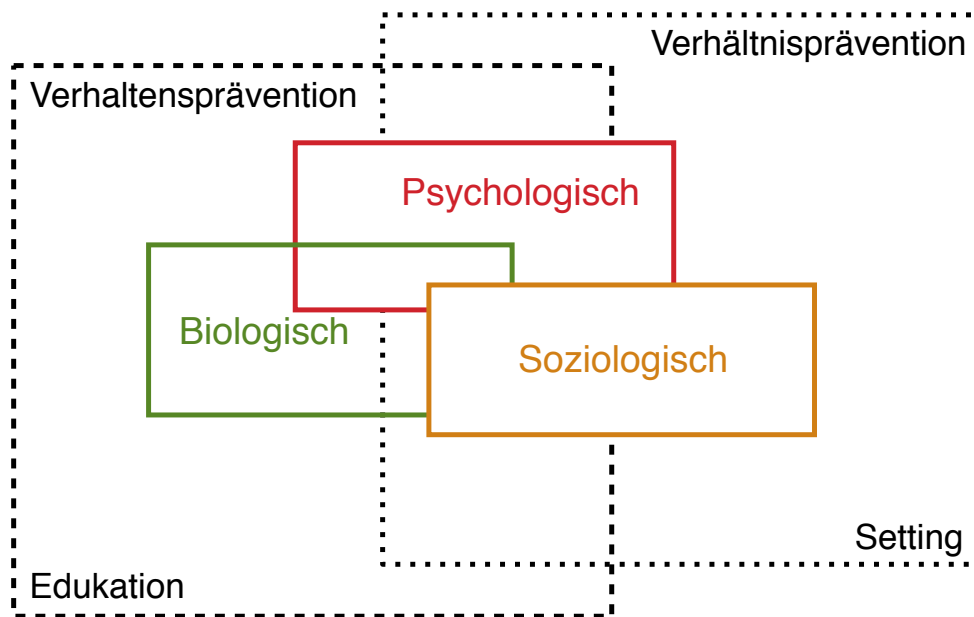 Verhältnisprävention
Verhaltensprävention
Psychologisch
Biologisch
Soziologisch
Setting
Edukation